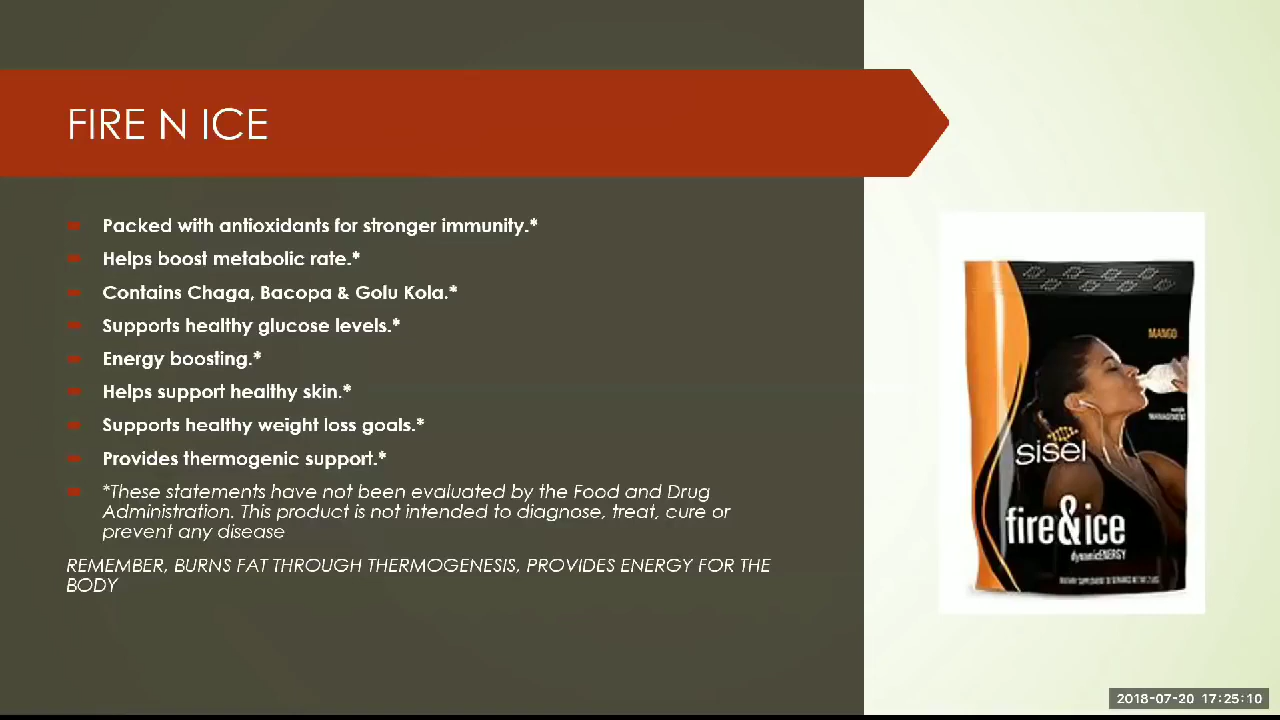 FIRE N ICE
Packed with antioxidants for stronger immunity.*
Helps boost metabolic rate.*
Contains Chaga, Bacopa & Golu Kola.*
Supports healthy glucose levels.*
Energy boosting.*
Helps support healthy skin.*
Supports healthy weight loss goals.*
Provides thermogenic support.*
*These statements have not been evaluated by the Food and Drug
Administration. This product is not intended to diagnose, treat, cure or
prevent any disease
REMEMBER, BURNS FAT THROUGH THERMOGENESIS, PROVIDES ENERGY FOR THE
BODY
MANGO
MANAGEMENT
sisel
fire&ice
dynamicENERGY
2018-07-20 17:25:10